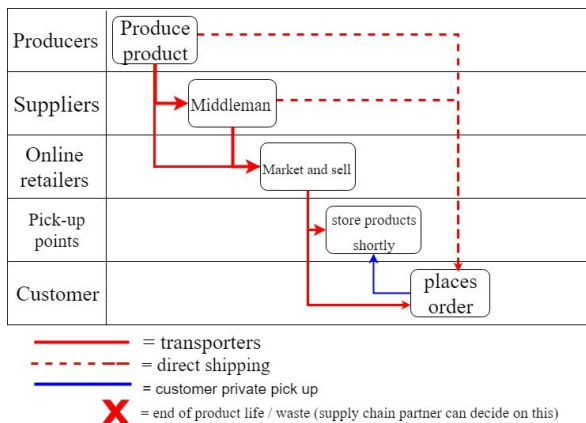 Producers
Produce
product
Suppliers
Middleman
Online
retailers
Market and sell
Pick-up
points
store products
shortly
Customer
places
order
= transporters
= direct shipping
= customer private pick up
X = end of product life / waste (supply chain partner can decide on this)